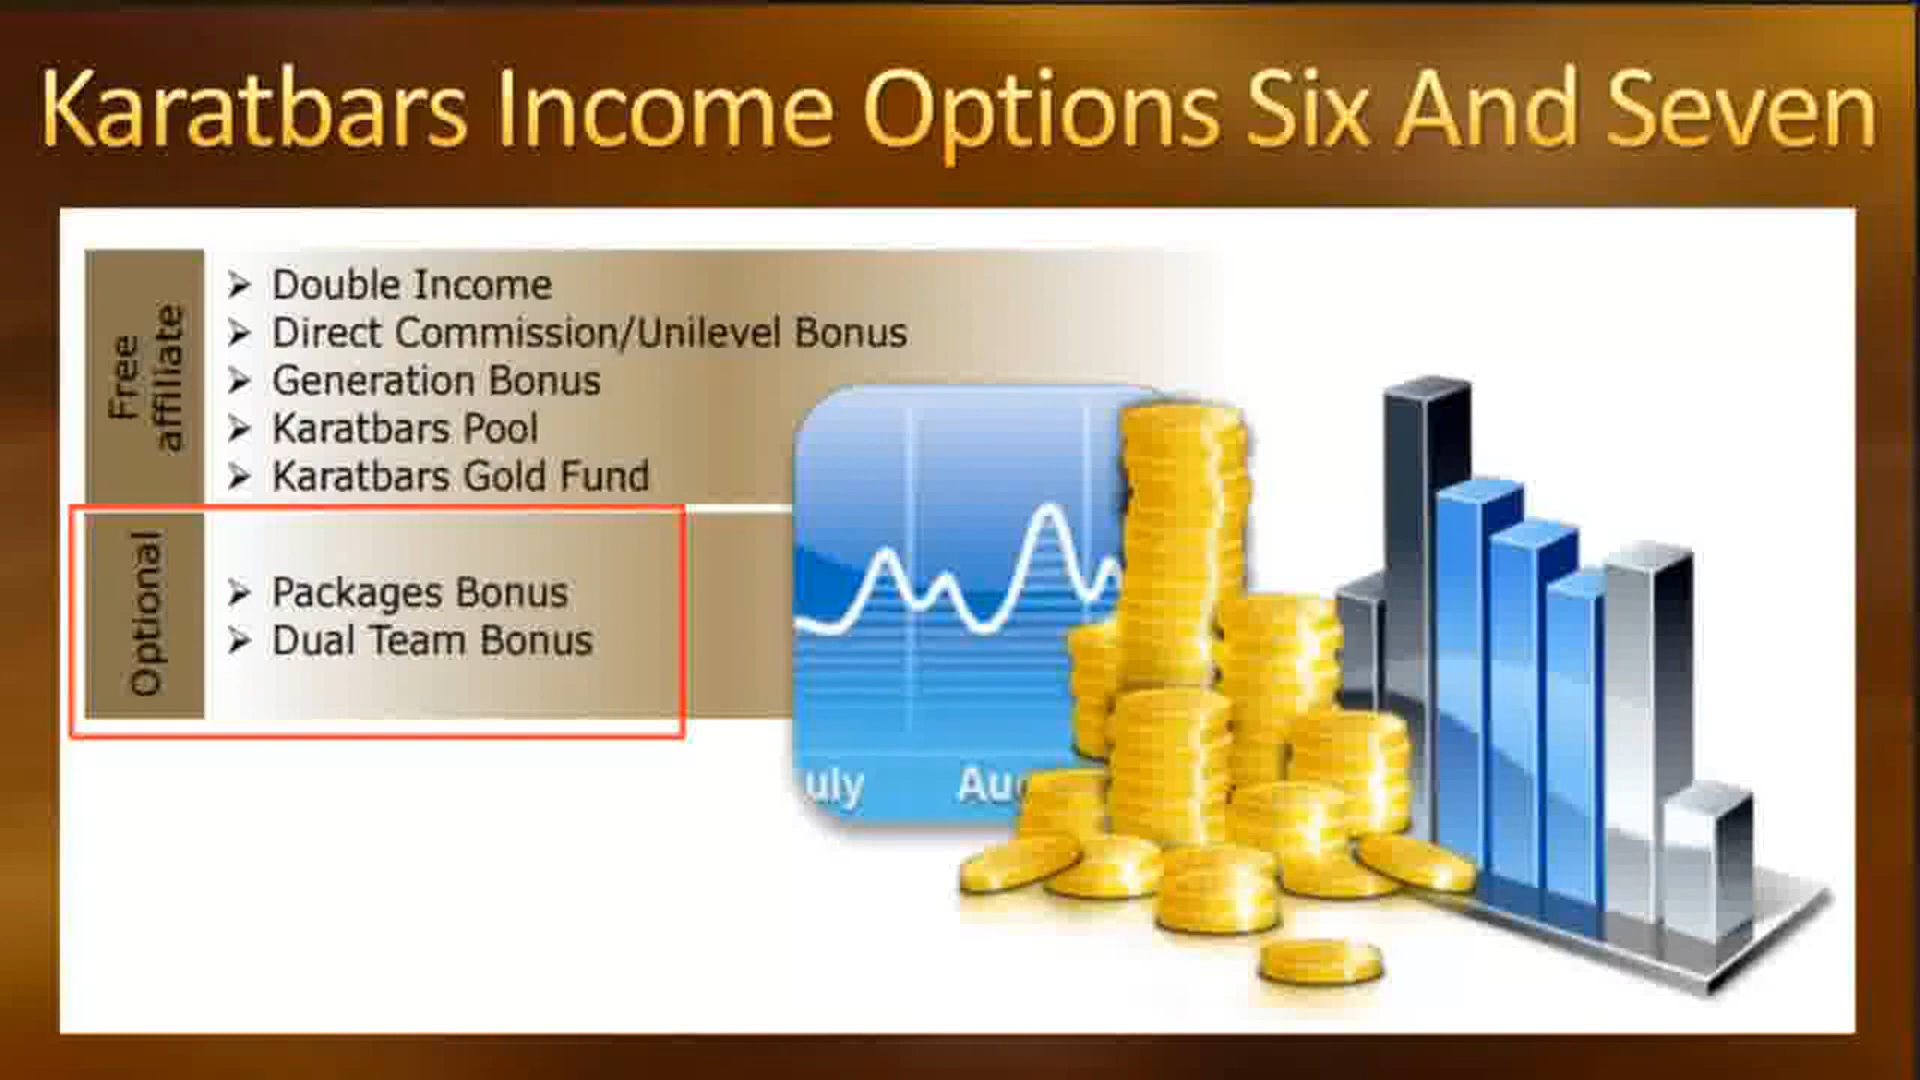 Karatbars Income Options Six And Seven
Free
affiliate
Double Income
Direct Commission/Unilevel Bonus
Generation Bonus
Karatbars Pool
Karatbars Gold Fund
Optional
Packages Bonus
Dual Team Bonus
uly
Aug